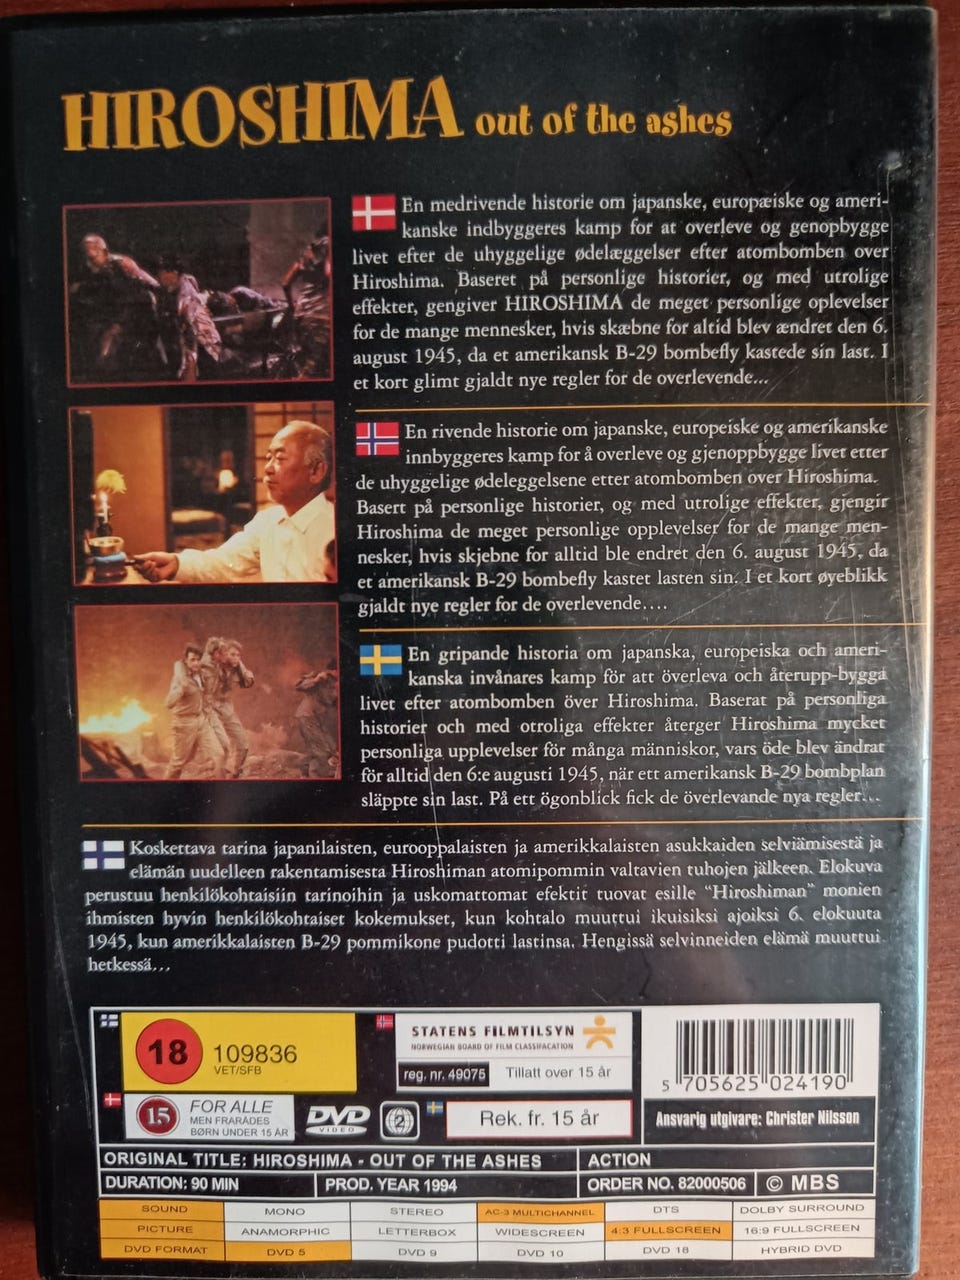 HIROSHIMA out of the ashes
En medrivende historie om japanske, europæiske og ameri-
kanske indbyggeres kamp for at overleve og genopbygge
livet efter de uhyggelige ødelæggelser efter atombomben over
Hiroshima. Baseret på personlige historier, og med utrolige
effekter, gengiver HIROSHIMA de meget personlige oplevelser
for de mange mennesker, hvis skæbne for altid blev ændret den 6.
august 1945, da et amerikansk B-29 bombefly kastede sin last. I
et kort glimt gjaldt nye regler for de overlevende...
En rivende historie om japanske, europeiske og amerikanske
innbyggeres kamp for å overleve og gjenoppbygge livet etter
de uhyggelige ødeleggelsene etter atombomben over Hiroshima.
Basert på personlige historier, og med utrolige effekter, gjengir
Hiroshima de meget personlige opplevelser for de mange men-
nesker, hvis skjebne for alltid ble endret den 6. august 1945, da
et amerikansk B-29 bombefly kastet lasten sin. I et kort øyeblikk
gjaldt nye regler for de overlevende....
En gripande historia om japanska, europeiska och ameri-
kanska invånares kamp för att överleva och återupp-bygga
livet efter atombomben över Hiroshima. Baserat på personliga
historier och med otroliga effekter återger Hiroshima mycket
personliga upplevelser för många människor, vars öde blev ändrat
för alltid den 6:e augusti 1945, när ett amerikansk B-29 bombplan
släppte sin last. På ett ögonblick fick de överlevande nya regler...
Koskettava tarina japanilaisten, eurooppalaisten ja amerikkalaisten asukkaiden selviämisestä ja
elämän uudelleen rakentamisesta Hiroshiman atomipommin valtavien tuhojen jälkeen. Elokuva
perustuu henkilökohtaisiin tarinoihin ja uskomattomat efektit tuovat esille "Hiroshiman" monien
ihmisten hyvin henkilökohtaiset kokemukset, kun kohtalo muuttui ikuisiksi ajoiksi 6. elokuuta
1945, kun amerikkalaisten B-29 pommikone pudotti lastinsa. Hengissä selvinneiden elämä muuttui
hetkessä...
18 109836
VET/SFB
STATENS FILMTILSYN
NORWEGIAN BOARD OF FILM CLASSIFACATION
reg. nr. 49075 Tillatt over 15 år
5 705625 024190
15 FOR ALLE
MEN FRARADES
BØRN UNDER 15 ÅR
DVD
VIDEO
2
Rek. fr. 15 år
Ansvarig utgivare: Christer Nilsson
ORIGINAL TITLE: HIROSHIMA - OUT OF THE ASHES ACTION
DURATION: 90 MIN PROD. YEAR 1994 ORDER NO. 82000506 © MBS
SOUND MONO STEREO AC-3 MULTICHANNEL DTS DOLBY SURROUND
PICTURE ANAMORPHIC LETTERBOX WIDESCREEN 4:3 FULLSCREEN 16:9 FULLSCREEN
DVD FORMAT DVD 5 DVD 9 DVD 10 DVD 18 HYBRID DVD